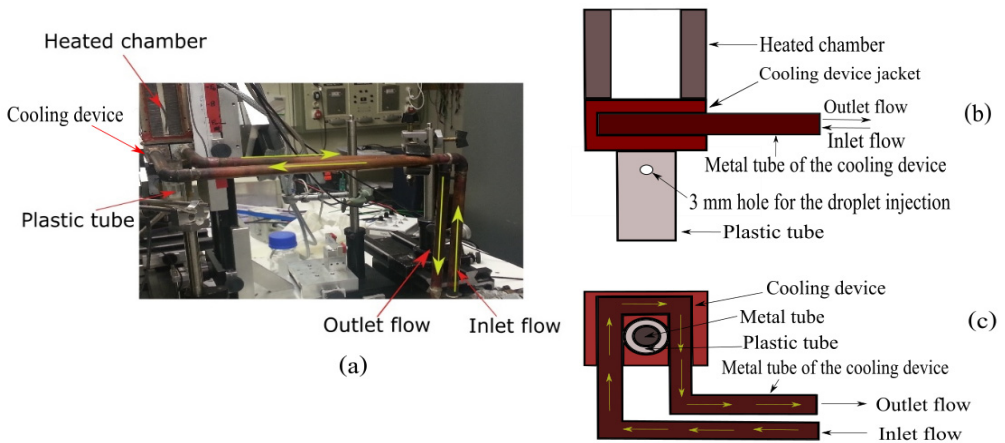 Heated chamber
Cooling device
Plastic tube
Outlet flow
Inlet flow
(a)
Heated chamber
Cooling device jacket
Outlet flow
Inlet flow
(b)
Metal tube of the cooling device
3 mm hole for the droplet injection
Plastic tube
Cooling device
Metal tube
(c)
Plastic tube
Metal tube of the cooling device
Outlet flow
Inlet flow